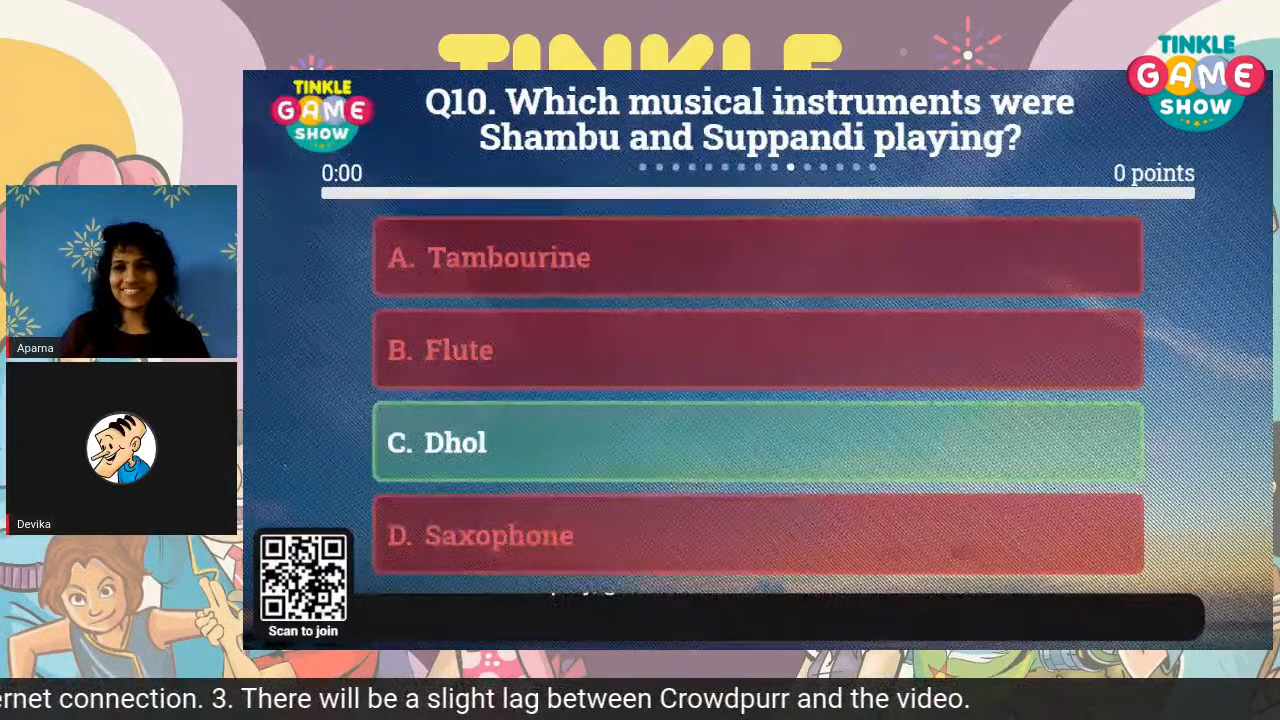 TINKLE
TINKLE
GAME
SHOW
TINKLE
GAME
SHOW
Q10. Which musical instruments were
Shambu and Suppandi playing?
0:00
0 points
A. Tambourine
B. Flute
C. Dhol
D. Saxophone
Aparna
Devika
Scan to join
ernet connection. 3. There will be a slight lag between Crowdpurr and the video.